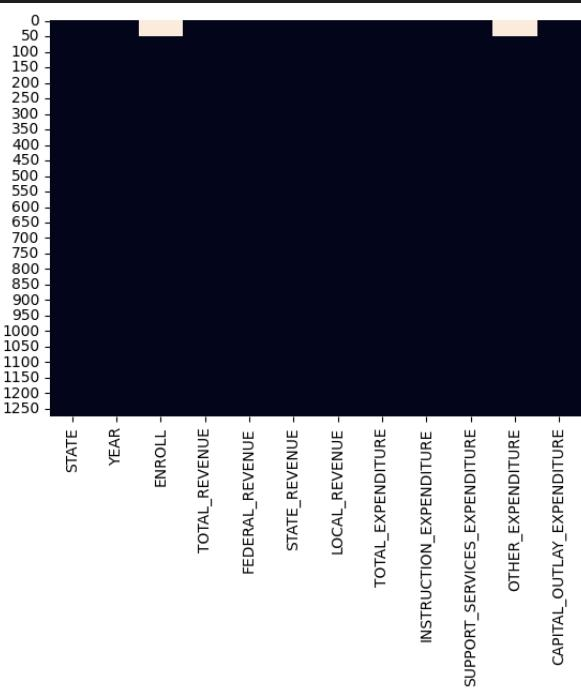 0
50
100
150
200
250
300
350
400
450
500
550
600
650
700
750
800
850
900
950
1000
1050
1100
1150
1200
1250
STATE
YEAR
ENROLL
TOTAL_REVENUE
FEDERAL_REVENUE
STATE_REVENUE
LOCAL_REVENUE
TOTAL_EXPENDITURE
INSTRUCTION_EXPENDITURE
SUPPORT_SERVICES_EXPENDITURE
OTHER_EXPENDITURE
CAPITAL_OUTLAY_EXPENDITURE